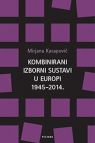 Mirjana Kasapović
KOMBINIRANI
IZBORNI SUSTAVI
U EUROPI
1945-2014.